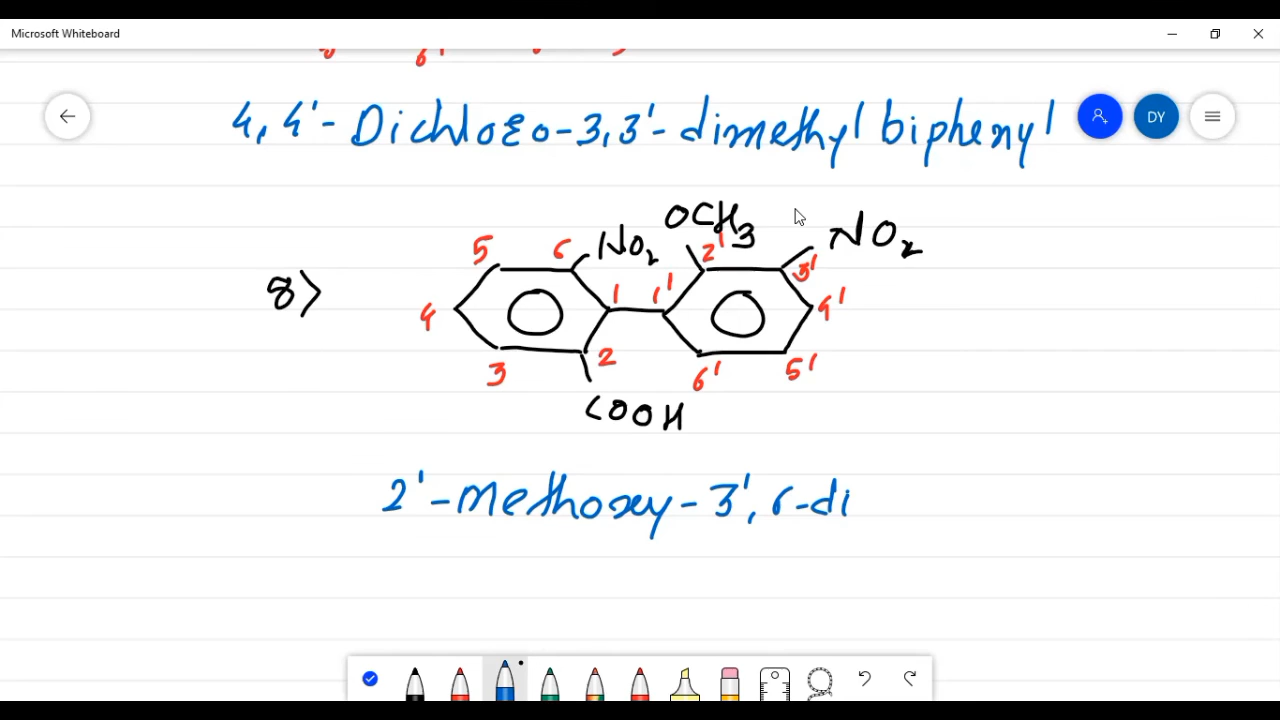 Microsoft Whiteboard
DY
4,4'-Dichloro-3,3'-dimethyl biphenyl
OCH3
NO2
5 6 NO2 2' 3'
8> 4 1 1' 4'
3 2 6' 5'
COOH
2'-methoxy-3',6-di